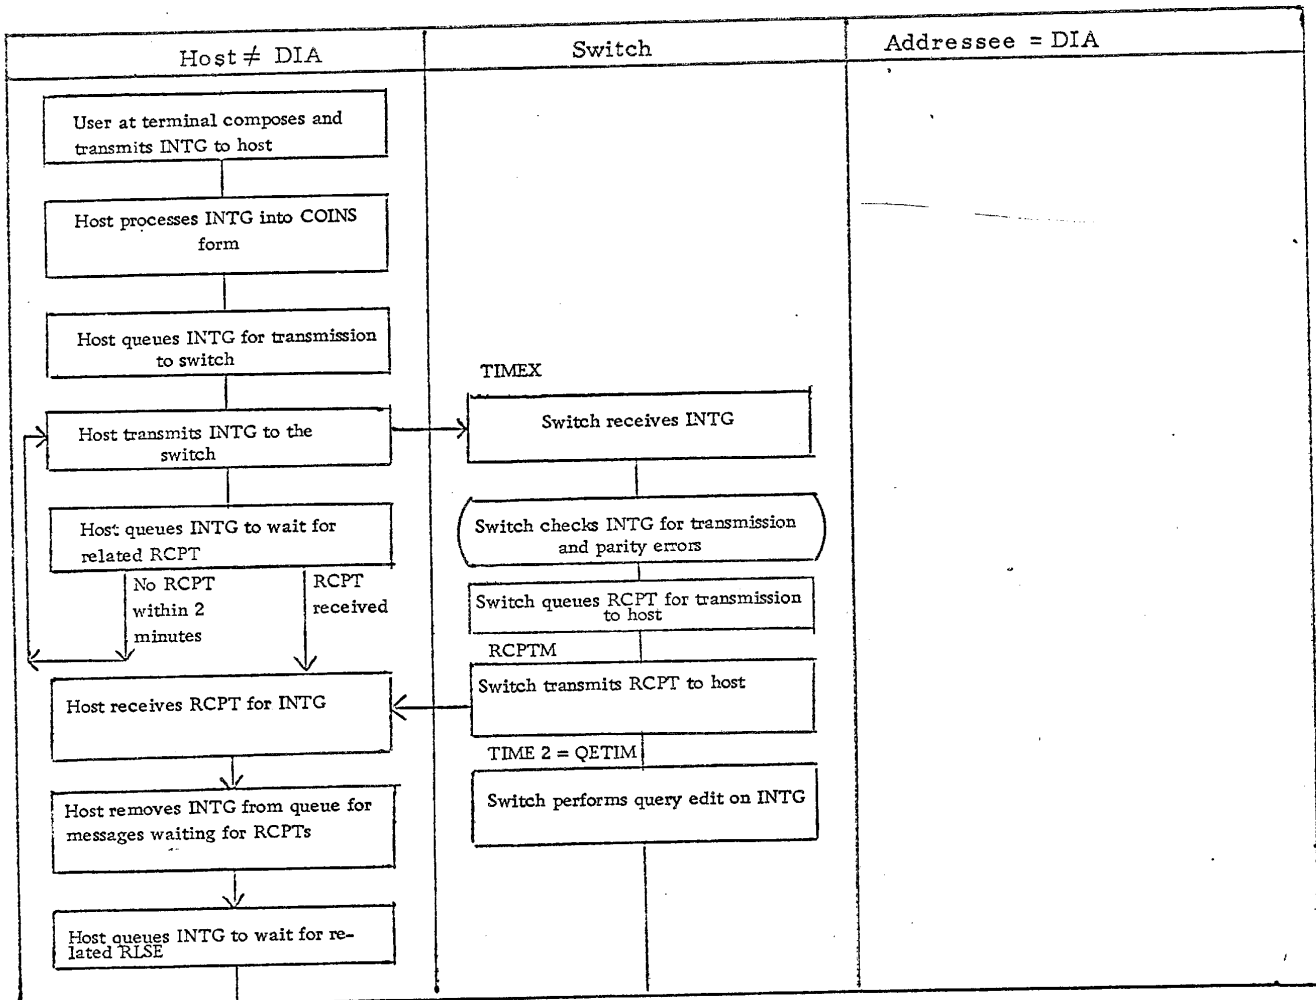 Host ≠ DIA
Switch
Addressee = DIA
User at terminal composes and
transmits INTG to host
Host processes INTG into COINS
form
Host queues INTG for transmission
to switch
Host transmits INTG to the
switch
Host queues INTG to wait for
related RCPT
No RCPT
within 2
minutes
RCPT
received
Host receives RCPT for INTG
Host removes INTG from queue for
messages waiting for RCPTs
Host queues INTG to wait for re-
lated RLSE
TIMEX
Switch receives INTG
Switch checks INTG for transmission
and parity errors
Switch queues RCPT for transmission
to host
RCPTM
Switch transmits RCPT to host
TIME 2 = QETIM
Switch performs query edit on INTG